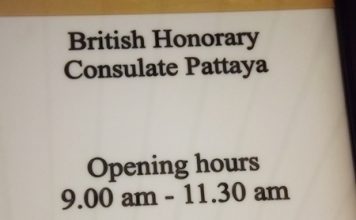 British Honorary
Consulate Pattaya
Opening hours
9.00 am - 11.30 am